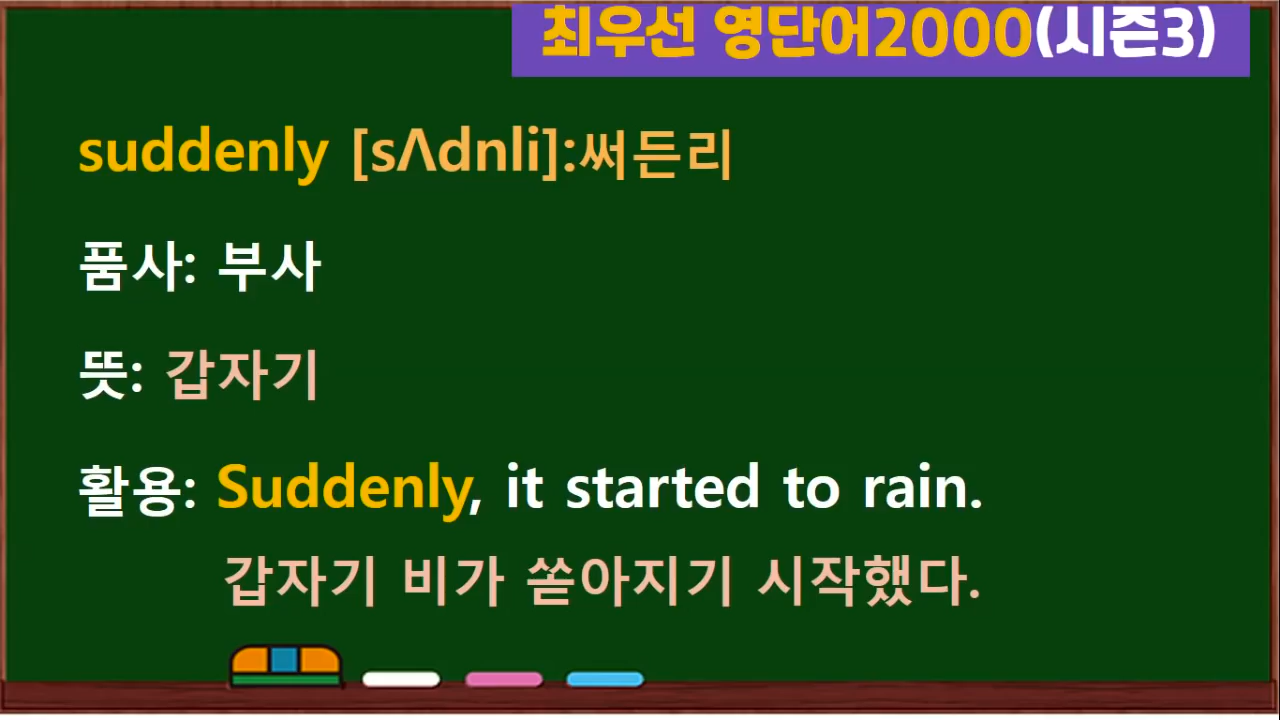 최우선 영단어2000(시즌3)
suddenly [sΛdnli]:써든리
품사: 부사
뜻: 갑자기
활용: Suddenly, it started to rain.
갑자기 비가 쏟아지기 시작했다.